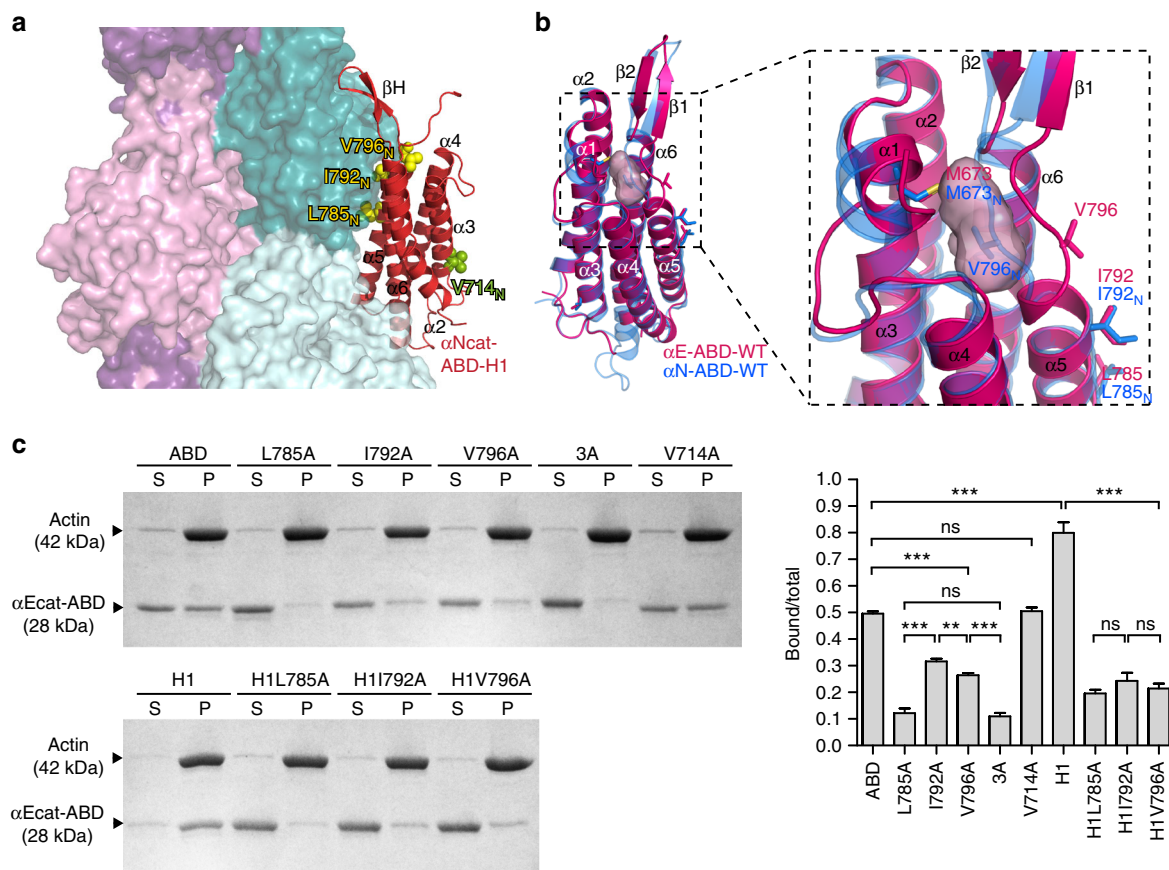 a
βH
α4
V796N
I792N
L785N
α3
α5
α6
V714N
α2
αNcat-
ABD-H1
b
β2
α2
β1
α1
α6
α3
α4
α5
αE-ABD-WT
αN-ABD-WT
β2
β1
α2
α1
α6
M673
M673N
V796
V796N
I792
I792N
α3
α4
α5
L785
L785N
c
ABD L785A I792A V796A 3A V714A
S P S P S P S P S P S P
Actin
(42 kDa)
αEcat-ABD
(28 kDa)
H1 H1L785A H1I792A H1V796A
S P S P S P S P
Actin
(42 kDa)
αEcat-ABD
(28 kDa)
Bound/total
1.0
0.9
0.8
0.7
0.6
0.5
0.4
0.3
0.2
0.1
0.0
*** ***
ns
***
ns
*** ** *** ns ns
ABD
L785A
I792A
V796A
3A
V714A
H1
H1L785A
H1I792A
H1V796A